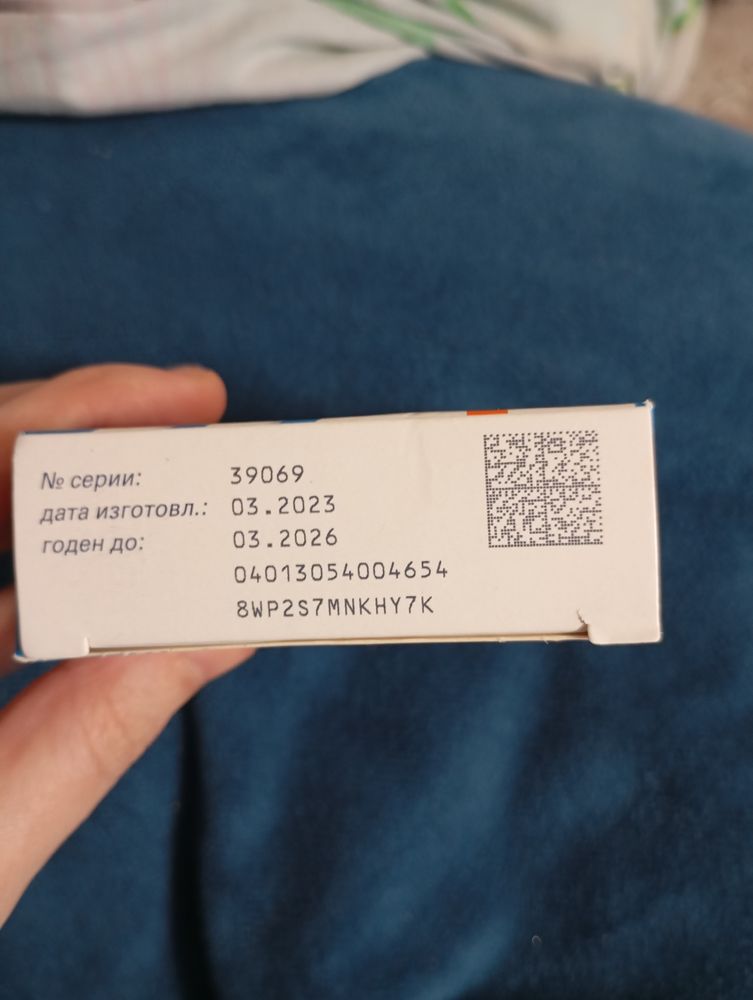 № серии: 39069
дата изготовл.: 03.2023
годен до: 03.2026
04013054004654
8WP2S7MNKHY7K